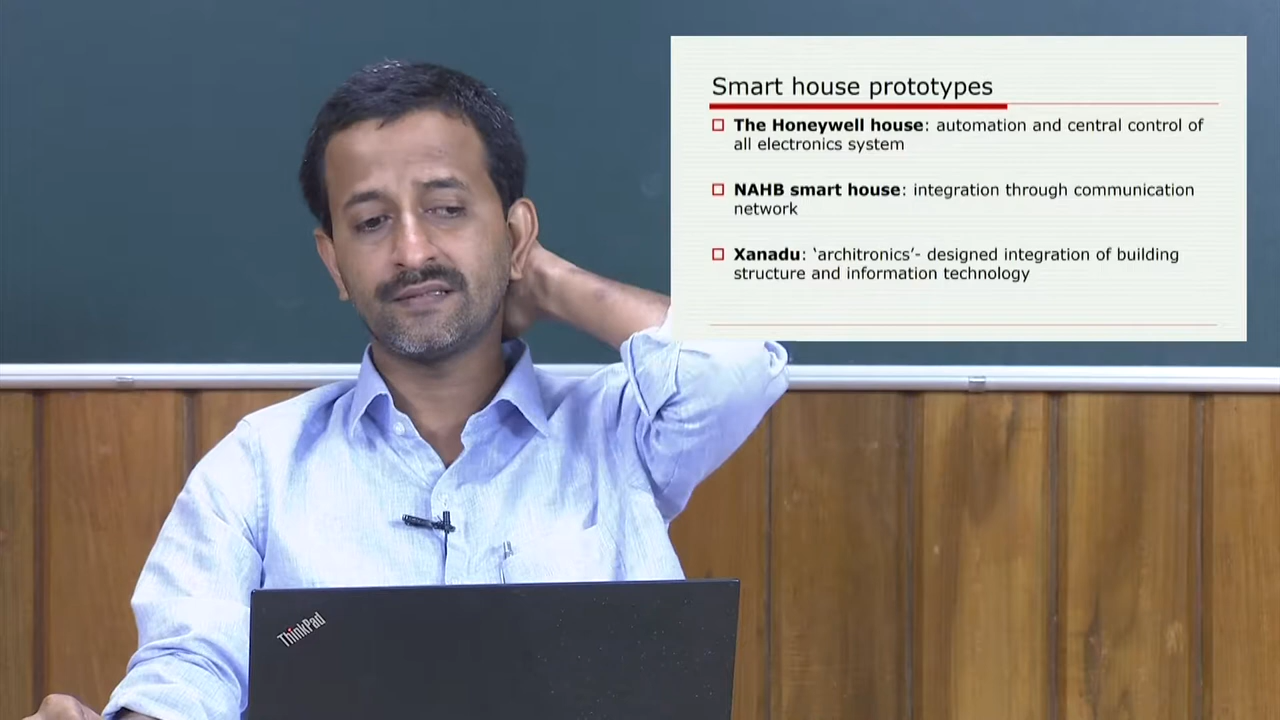 Smart house prototypes
The Honeywell house: automation and central control of
all electronics system
NAHB smart house: integration through communication
network
Xanadu: ‘architronics’- designed integration of building
structure and information technology
ThinkPad